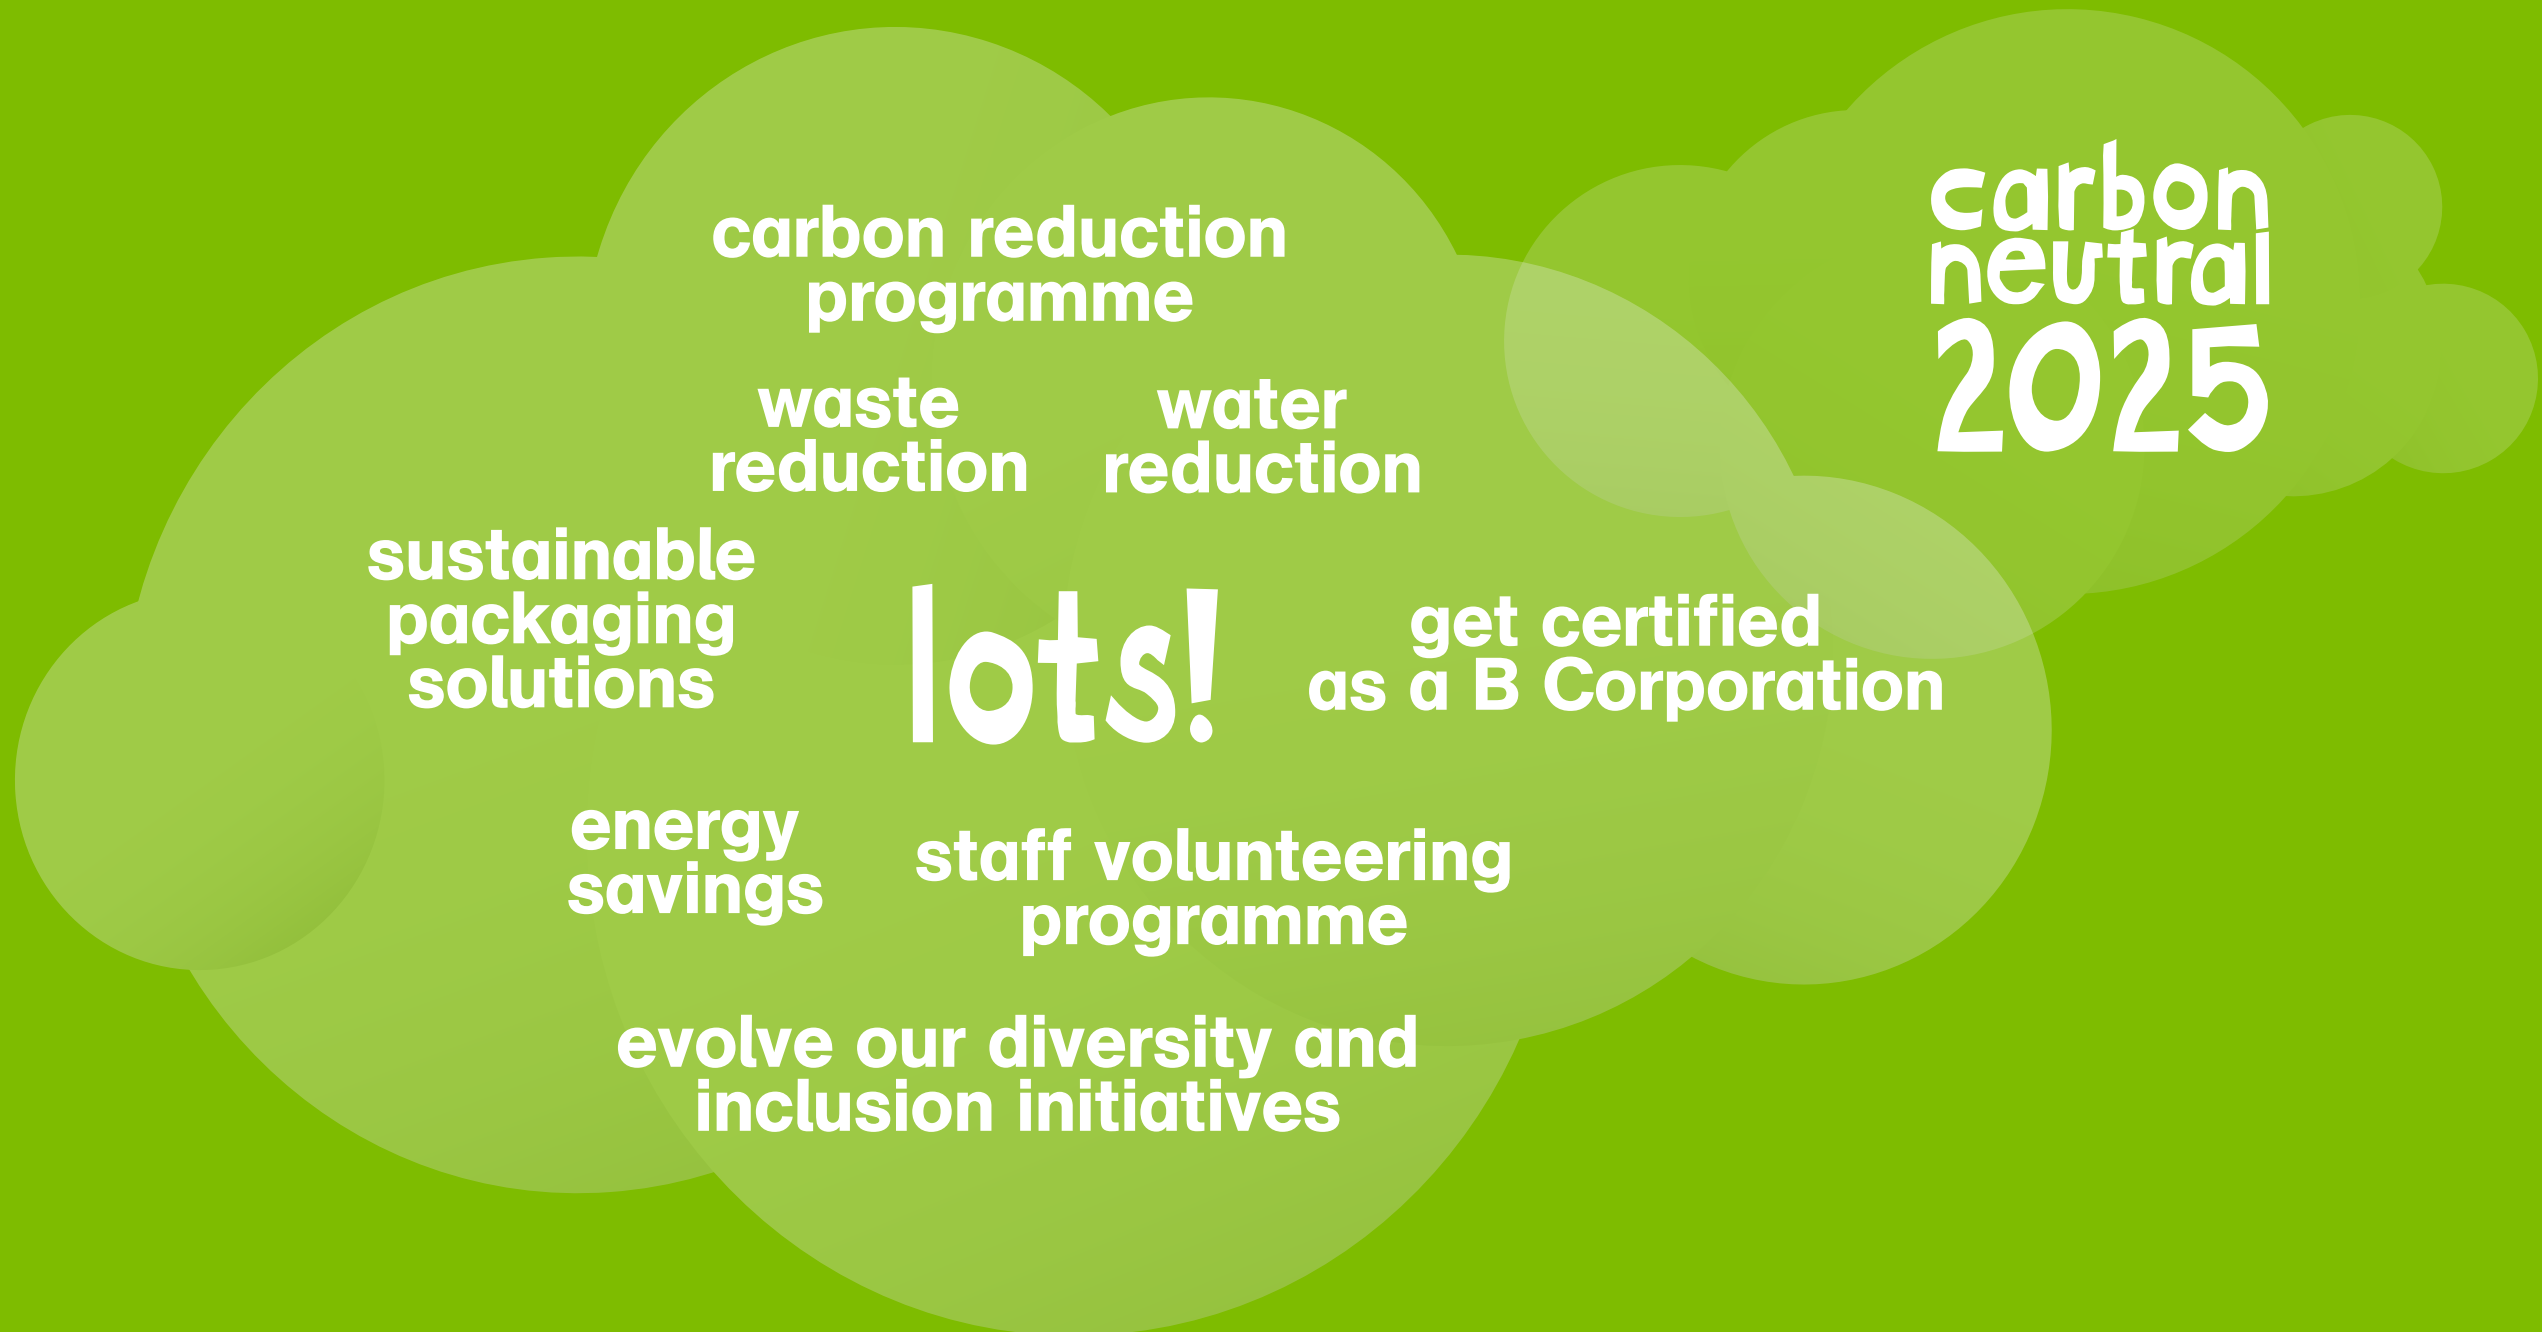 carbon reduction
programme
waste
reduction
water
reduction
sustainable
packaging
solutions
lots!
get certified
as a B Corporation
energy
savings
staff volunteering
programme
evolve our diversity and
inclusion initiatives
carbon
neutral
2025